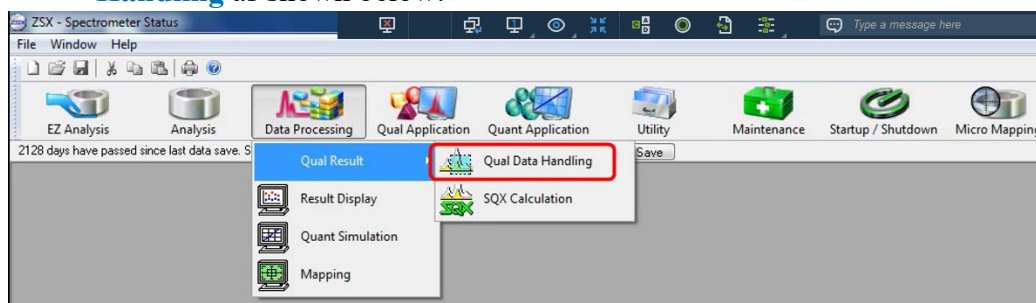 Handling as shown below:
ZSX - Spectrometer Status
Type a message here
File Window Help
EZ Analysis Analysis Data Processing Qual Application Quant Application Utility Maintenance Startup / Shutdown Micro Mapping
2128 days have passed since last data save. S Save
Qual Result Qual Data Handling
Result Display SQX SQX Calculation
Quant Simulation
Mapping